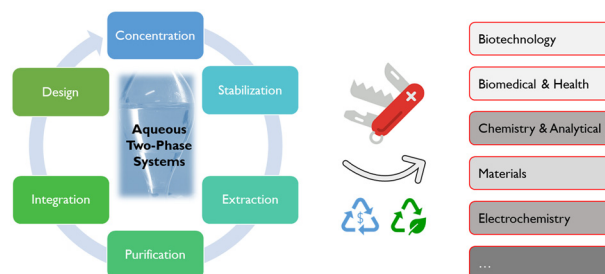 Concentration
Design
Stabilization
Aqueous
Two-Phase
Systems
Integration
Extraction
Purification
$
Biotechnology
Biomedical & Health
Chemistry & Analytical
Materials
Electrochemistry
...